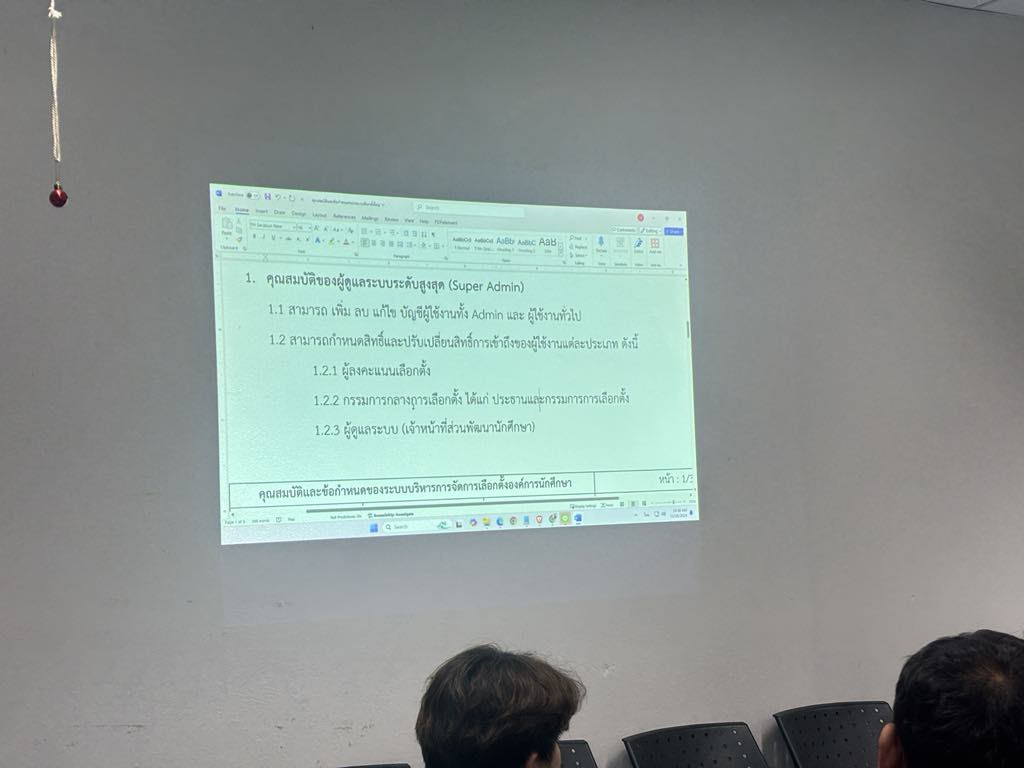 Search
File Home Insert Draw Design Layout References Mailings Review View Help PDFelement
Comments Editing Share
AaBbCcD AaBbCcD AaBbC AaBbCc AaB
1. คุณสมบัติของผู้ดูแลระบบระดับสูงสุด (Super Admin)
1.1 สามารถ เพิ่ม ลบ แก้ไข บัญชีผู้ใช้งานทั้ง Admin และ ผู้ใช้งานทั่วไป
1.2 สามารถกำหนดสิทธิ์และปรับเปลี่ยนสิทธิ์การเข้าถึงของผู้ใช้งานแต่ละประเภท ดังนี้
1.2.1 ผู้ลงคะแนนเลือกตั้ง
1.2.2 กรรมการกลางการเลือกตั้ง ได้แก่ ประธานและกรรมการการเลือกตั้ง
1.2.3 ผู้ดูแลระบบ (เจ้าหน้าที่ส่วนพัฒนานักศึกษา)
คุณสมบัติและข้อกำหนดของระบบบริหารการจัดการเลือกตั้งองค์การนักศึกษา
หน้า : 1/3
Search